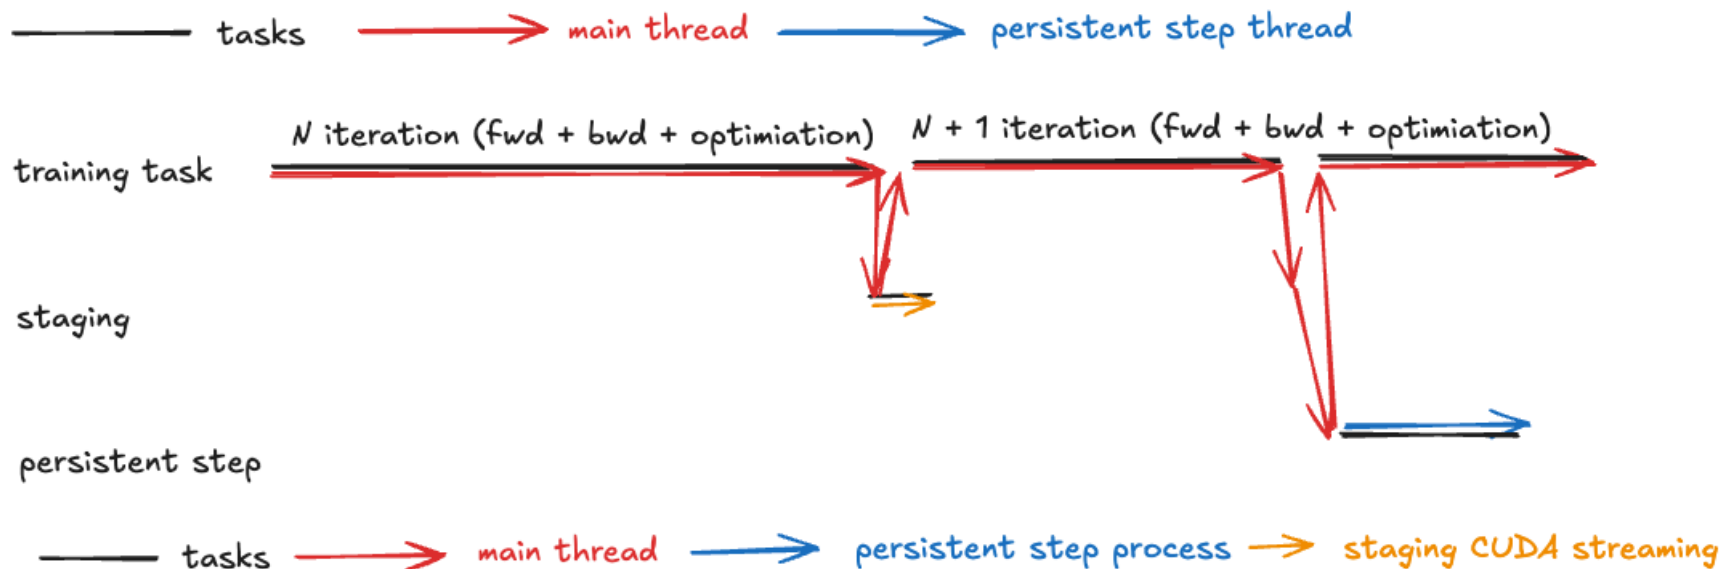 tasks main thread persistent step thread
N iteration (fwd + bwd + optimiation) N + 1 iteration (fwd + bwd + optimiation)
training task
staging
persistent step
tasks main thread persistent step process staging CUDA streaming